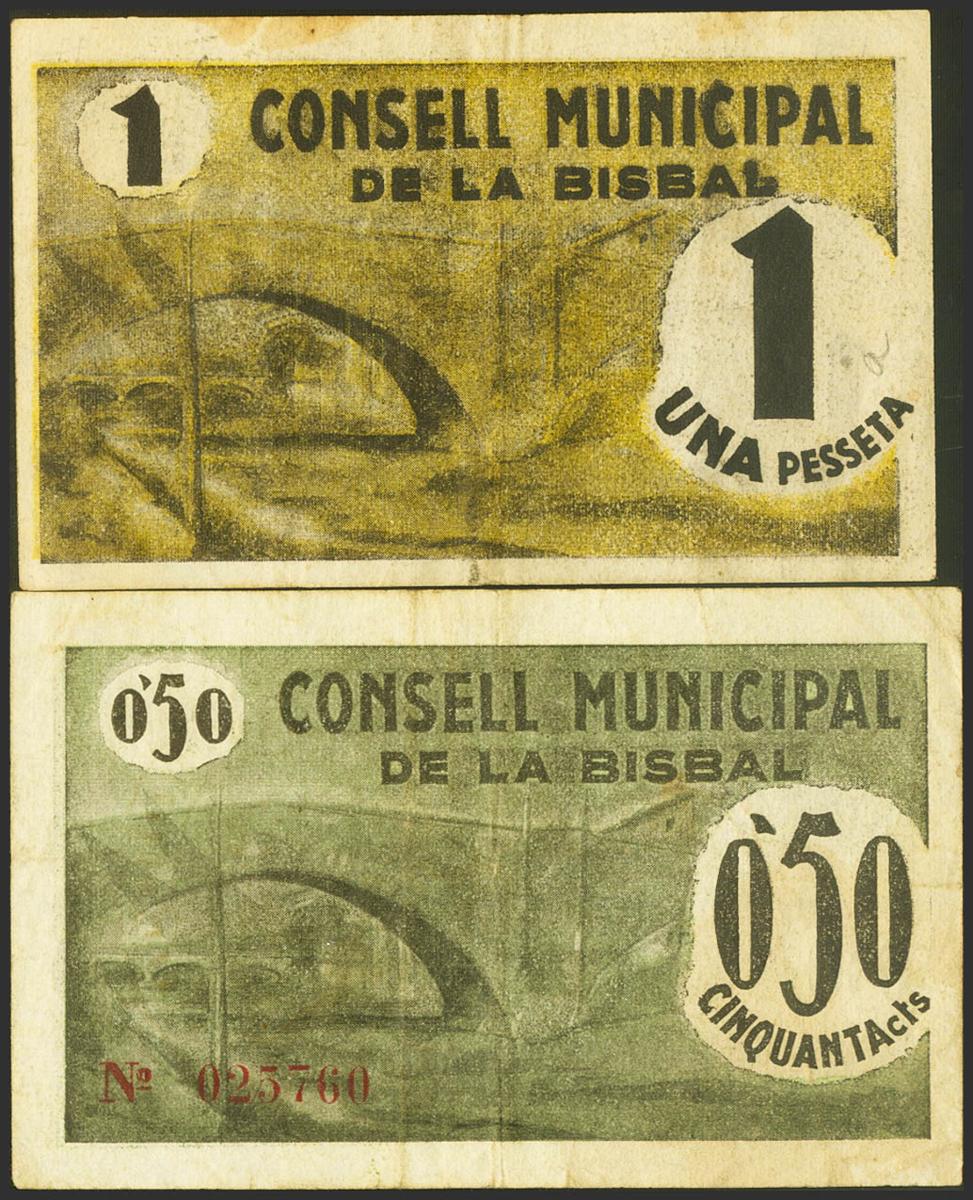 1
CONSELL MUNICIPAL
DE LA BISBAL
1
UNA PESSETA
a
0'50
CONSELL MUNICIPAL
DE LA BISBAL
0'50
CINQUANTA cts
Nº 025760